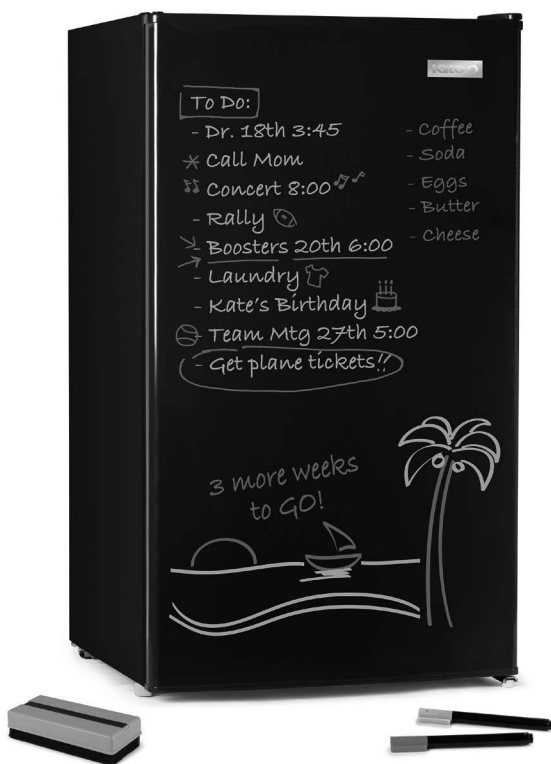 IGLOO
To Do:
- Dr. 18th 3:45
Call Mom
Concert 8:00
- Rally
- Boosters 20th 6:00
- Laundry
- Kate's Birthday
- Team Mtg 27th 5:00
- Get plane tickets!!
- Coffee
- Soda
- Eggs
- Butter
- Cheese
3 more weeks
to GO!